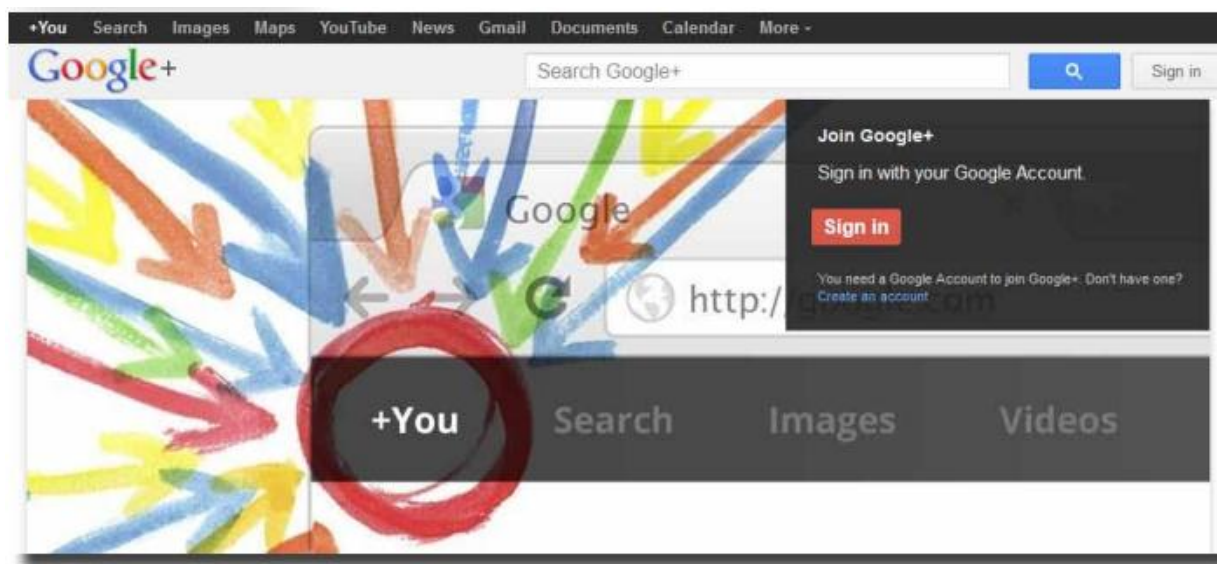 +You Search Images Maps YouTube News Gmail Documents Calendar More
Google+ Search Google+ Sign in
Join Google+
Sign in with your Google Account.
Google
Sign in
You need a Google Account to join Google+. Don't have one?
Create an account
http://google.com
+You Search Images Videos